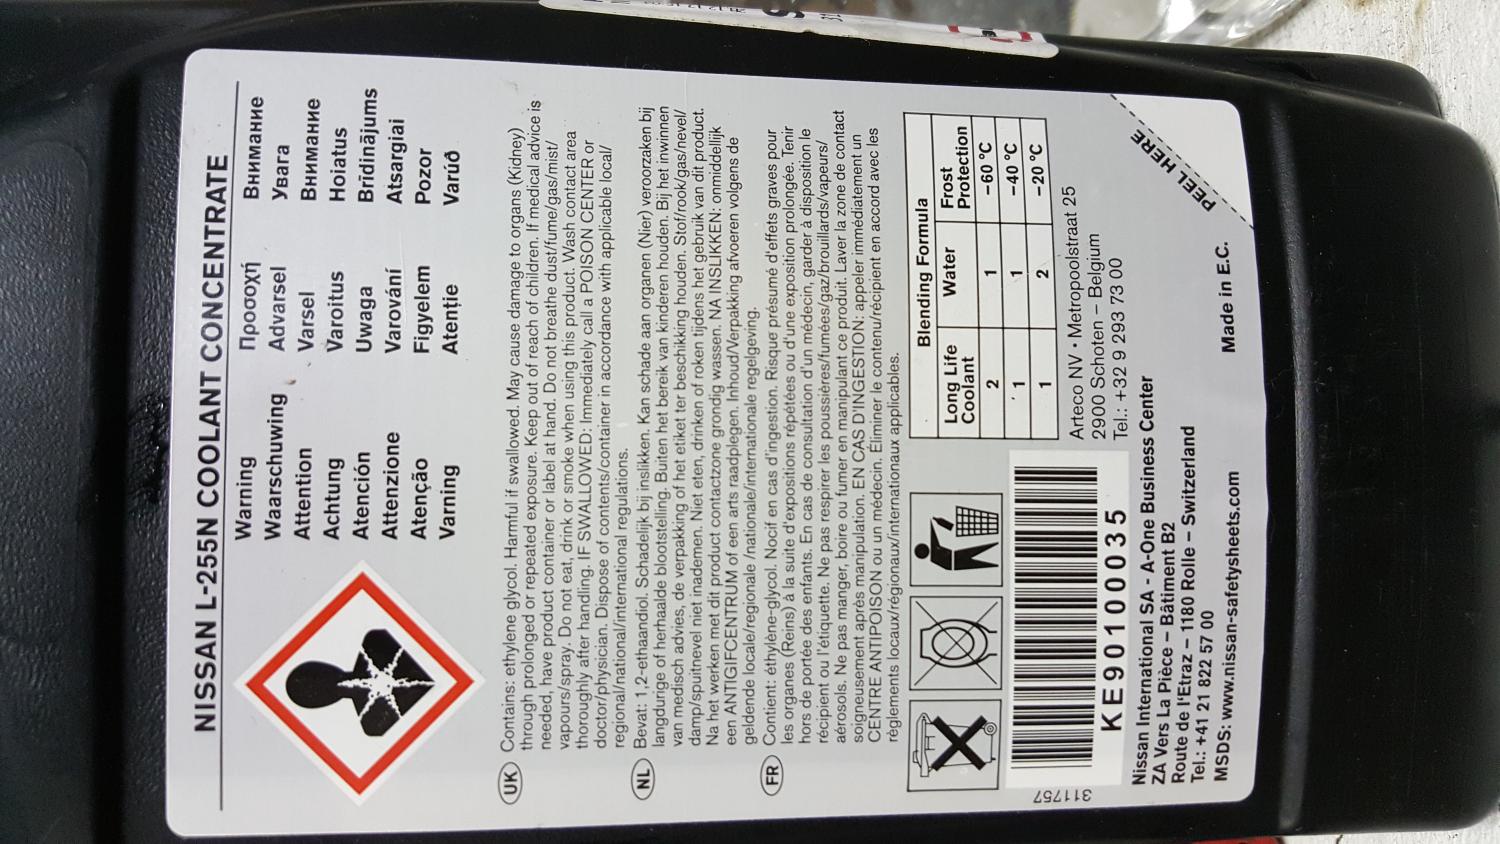 NISSAN L-255N COOLANT CONCENTRATE
Warning
Waarschuwing
Attention
Achtung
Atención
Attenzione
Atenção
Varning
Προσοχή
Advarsel
Varsel
Varoitus
Uwaga
Varování
Figyelem
Atenție
Внимание
Увага
Внимание
Hoiatus
Brīdinājums
Atsargiai
Pozor
Varúð
UK Contains: ethylene glycol. Harmful if swallowed. May cause damage to organs (Kidney)
through prolonged or repeated exposure. Keep out of reach of children. If medical advice is
needed, have product container or label at hand. Do not breathe dust/fume/gas/mist/
vapours/spray. Do not eat, drink or smoke when using this product. Wash contact area
thoroughly after handling. IF SWALLOWED: Immediately call a POISON CENTER or
doctor/physician. Dispose of contents/container in accordance with applicable local/
regional/national/international regulations.
NL Bevat: 1,2-ethaandiol. Schadelijk bij inslikken. Kan schade aan organen (Nier) veroorzaken bij
langdurige of herhaalde blootstelling. Buiten het bereik van kinderen houden. Bij het inwinnen
van medisch advies, de verpakking of het etiket ter beschikking houden. Stof/rook/gas/nevel/
damp/spuitnevel niet inademen. Niet eten, drinken of roken tijdens het gebruik van dit product.
Na het werken met dit product contactzone grondig wassen. NA INSLIKKEN: onmiddellijk
een ANTIGIFCENTRUM of een arts raadplegen. Inhoud/Verpakking afvoeren volgens de
geldende locale/regionale /nationale/internationale regelgeving.
FR Contient: éthylène-glycol. Nocif en cas d'ingestion. Risque présumé d'effets graves pour
les organes (Reins) à la suite d'expositions répétées ou d'une exposition prolongée. Tenir
hors de portée des enfants. En cas de consultation d'un médecin, garder à disposition le
récipient ou l'étiquette. Ne pas respirer les poussières/fumées/gaz/brouillards/vapeurs/
aérosols. Ne pas manger, boire ou fumer en manipulant ce produit. Laver la zone de contact
soigneusement après manipulation. EN CAS D'INGESTION: appeler immédiatement un
CENTRE ANTIPOISON ou un médecin. Éliminer le contenu/récipient en accord avec les
règlements locaux/régionaux/internationaux applicables.
Blending Formula
Long Life Coolant Water Frost Protection
2 1 -60 °C
1 1 -40 °C
1 2 -20 °C
311757
KE90100035
Arteco NV • Metropoolstraat 25
2900 Schoten – Belgium
Tel.: +32 9 293 73 00
Nissan International SA - A-One Business Center
ZA Vers La Pièce – Bâtiment B2
Route de l'Etraz – 1180 Rolle – Switzerland
Tel.: +41 21 822 57 00
MSDS: www.nissan-safetysheets.com
Made in E.C.
PEEL HERE